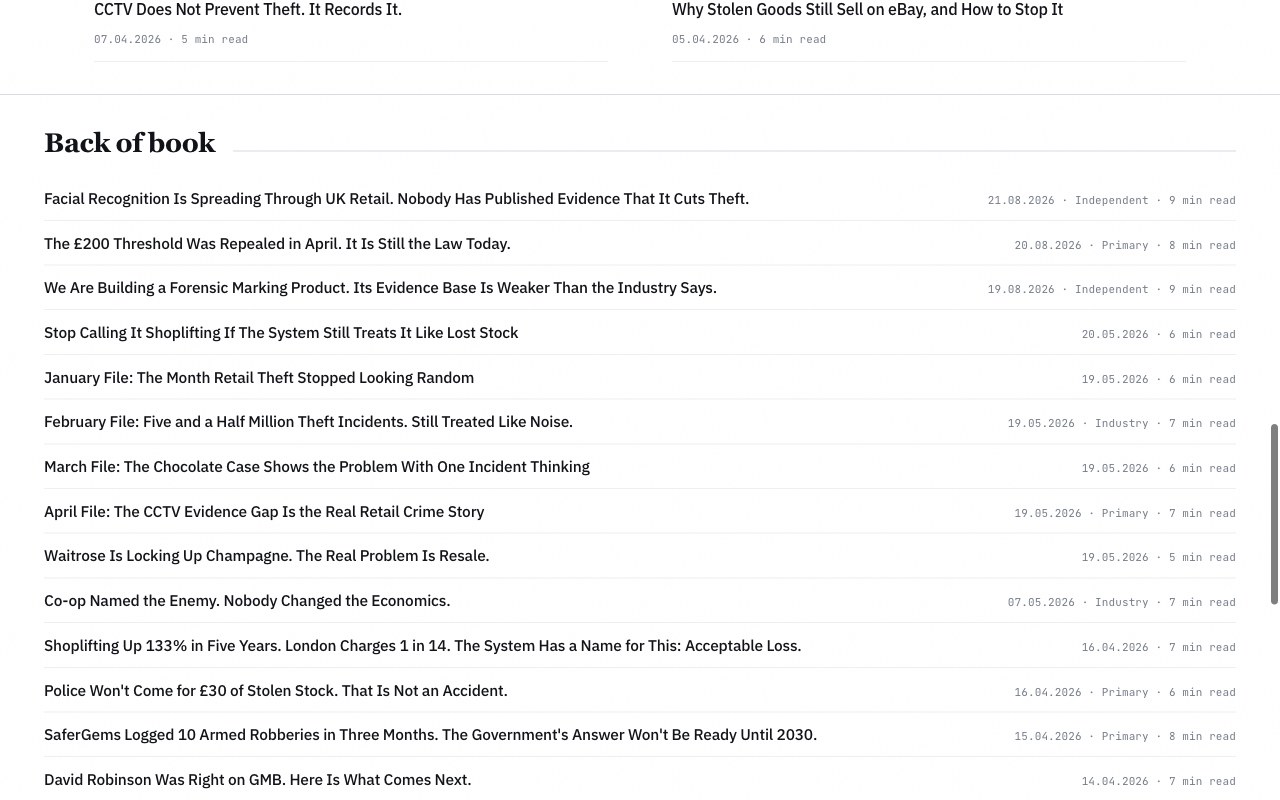 CCTV Does Not Prevent Theft. It Records It.
07.04.2026 · 5 min read
Why Stolen Goods Still Sell on eBay, and How to Stop It
05.04.2026 · 6 min read
Back of book
Facial Recognition Is Spreading Through UK Retail. Nobody Has Published Evidence That It Cuts Theft.
21.08.2026 · Independent · 9 min read
The £200 Threshold Was Repealed in April. It Is Still the Law Today.
20.08.2026 · Primary · 8 min read
We Are Building a Forensic Marking Product. Its Evidence Base Is Weaker Than the Industry Says.
19.08.2026 · Independent · 9 min read
Stop Calling It Shoplifting If The System Still Treats It Like Lost Stock
20.05.2026 · 6 min read
January File: The Month Retail Theft Stopped Looking Random
19.05.2026 · 6 min read
February File: Five and a Half Million Theft Incidents. Still Treated Like Noise.
19.05.2026 · Industry · 7 min read
March File: The Chocolate Case Shows the Problem With One Incident Thinking
19.05.2026 · 6 min read
April File: The CCTV Evidence Gap Is the Real Retail Crime Story
19.05.2026 · Primary · 7 min read
Waitrose Is Locking Up Champagne. The Real Problem Is Resale.
19.05.2026 · 5 min read
Co-op Named the Enemy. Nobody Changed the Economics.
07.05.2026 · Industry · 7 min read
Shoplifting Up 133% in Five Years. London Charges 1 in 14. The System Has a Name for This: Acceptable Loss.
16.04.2026 · 7 min read
Police Won't Come for £30 of Stolen Stock. That Is Not an Accident.
16.04.2026 · Primary · 6 min read
SaferGems Logged 10 Armed Robberies in Three Months. The Government's Answer Won't Be Ready Until 2030.
15.04.2026 · Primary · 8 min read
David Robinson Was Right on GMB. Here Is What Comes Next.
14.04.2026 · 7 min read